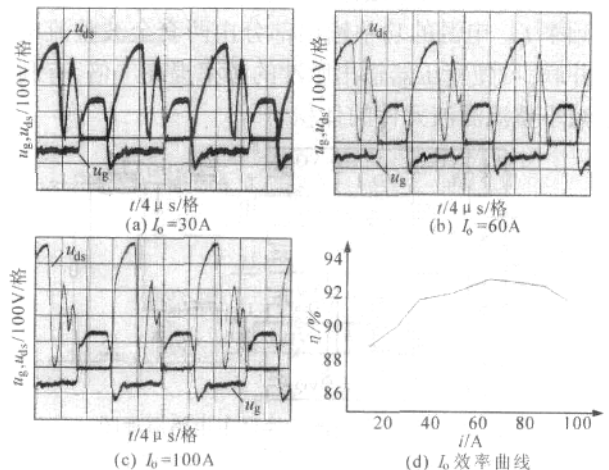 u_ds
u_g,u_ds/100V/格
u_g
t/4μs/格
(a) I_o=30A
u_ds
u_g,u_ds/100V/格
u_g
t/4μs/格
(b) I_o=60A
u_ds
u_g,u_ds/100V/格
u_g
t/4μs/格
(c) I_o=100A
94
92
90
88
86
η/%
20 40 60 80 100
i/A
(d) I_o效率曲线